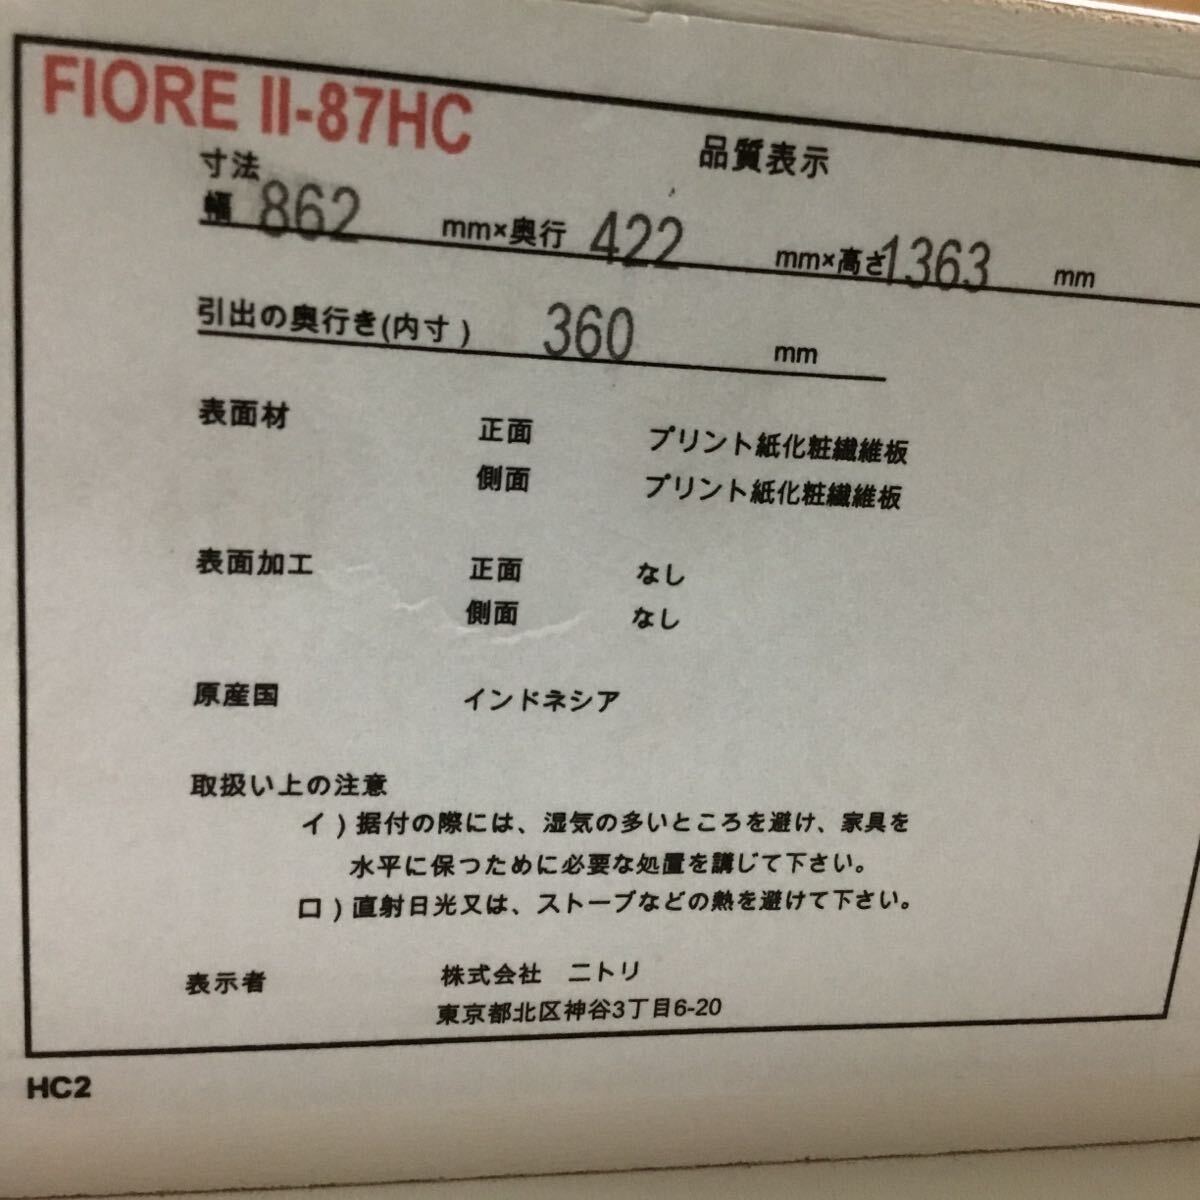 FIORE II-87HC
品質表示
寸法
幅 862 mm×奥行 422 mm×高さ1363 mm
引出の奥行き(内寸) 360 mm
表面材 正面 プリント紙化粧繊維板
側面 プリント紙化粧繊維板
表面加工 正面 なし
側面 なし
原産国 インドネシア
取扱い上の注意
イ)据付の際には、湿気の多いところを避け、家具を
水平に保つために必要な処置を講じて下さい。
ロ)直射日光又は、ストーブなどの熱を避けて下さい。
表示者 株式会社 ニトリ
東京都北区神谷3丁目6-20
HC2